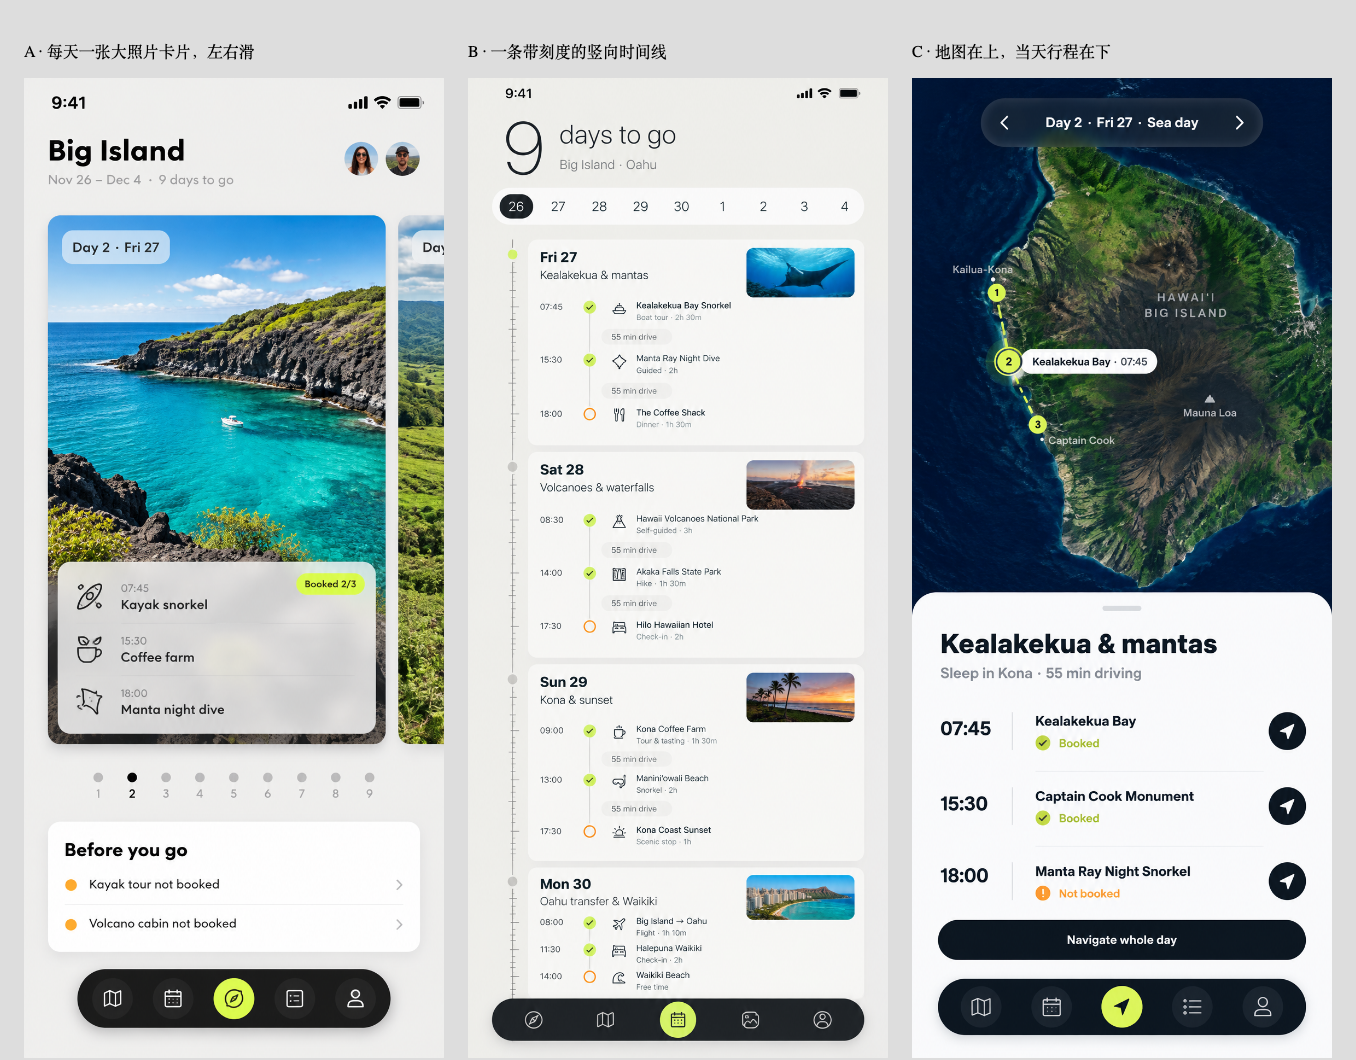 A · 每天一张大照片卡片，左右滑
9:41
Big Island
Nov 26 – Dec 4 · 9 days to go
Day 2 · Fri 27
Day
07:45
Booked 2/3
Kayak snorkel
15:30
Coffee farm
18:00
Manta night dive
1 2 3 4 5 6 7 8 9
Before you go
Kayak tour not booked
Volcano cabin not booked
B · 一条带刻度的竖向时间线
9:41
9 days to go
Big Island · Oahu
26 27 28 29 30 1 2 3 4
Fri 27
Kealakekua & mantas
07:45 Kealakekua Bay Snorkel
Boat tour · 2h 30m
55 min drive
15:30 Manta Ray Night Dive
Guided · 2h
55 min drive
18:00 The Coffee Shack
Dinner · 1h 30m
Sat 28
Volcanoes & waterfalls
08:30 Hawaii Volcanoes National Park
Self-guided · 3h
55 min drive
14:00 Akaka Falls State Park
Hike · 1h 30m
55 min drive
17:30 Hilo Hawaiian Hotel
Check-in · 2h
Sun 29
Kona & sunset
09:00 Kona Coffee Farm
Tour & tasting · 1h 30m
55 min drive
13:00 Manini'owali Beach
Snorkel · 2h
55 min drive
17:30 Kona Coast Sunset
Scenic stop · 1h
Mon 30
Oahu transfer & Waikiki
08:00 Big Island → Oahu
Flight · 1h 10m
11:30 Halepuna Waikiki
Check-in · 2h
14:00 Waikiki Beach
Free time
C · 地图在上，当天行程在下
Day 2 · Fri 27 · Sea day
Kailua-Kona
1
HAWAI'I
BIG ISLAND
2 Kealakekua Bay · 07:45
Mauna Loa
3
Captain Cook
Kealakekua & mantas
Sleep in Kona · 55 min driving
07:45 Kealakekua Bay
Booked
15:30 Captain Cook Monument
Booked
18:00 Manta Ray Night Snorkel
Not booked
Navigate whole day